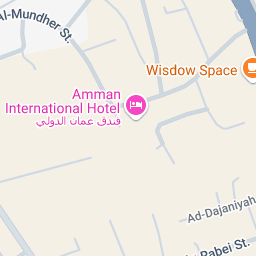 Al-Mundher St.
Wisdow Space
Amman
International Hotel
فندق عمان الدولي
Ad-Dajaniyah
Rabei St.